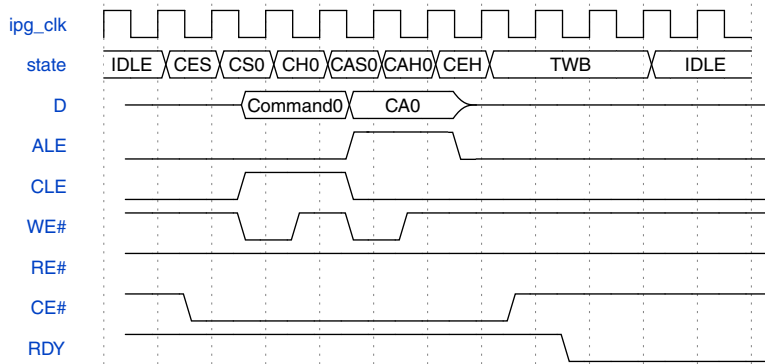 ipg_clk
state IDLE CES CS0 CH0 CAS0 CAH0 CEH TWB IDLE
D Command0 CA0
ALE
CLE
WE#
RE#
CE#
RDY